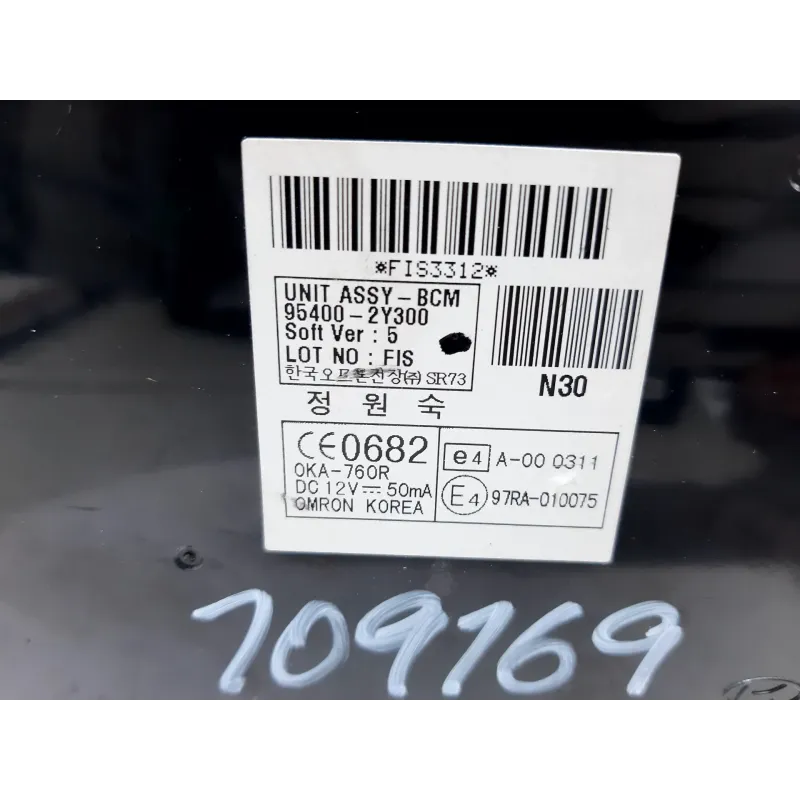 *FIS3312*
UNIT ASSY-BCM
95400-2Y300
Soft Ver : 5
LOT NO : FIS
한국오므론전장(주) SR73
N30
정 원 숙
CE0682
OKA-760R
DC 12V 50mA
OMRON KOREA
e4 A-00 0311
E4 97RA-010075
709769